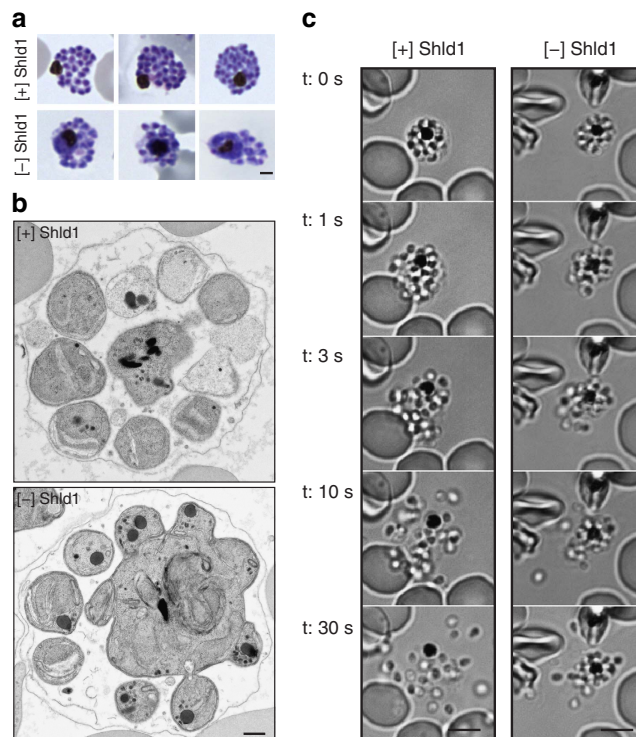 a
[+] Shld1
[−] Shld1
b
[+] Shld1
[−] Shld1
c
[+] Shld1
[−] Shld1
t: 0 s
t: 1 s
t: 3 s
t: 10 s
t: 30 s